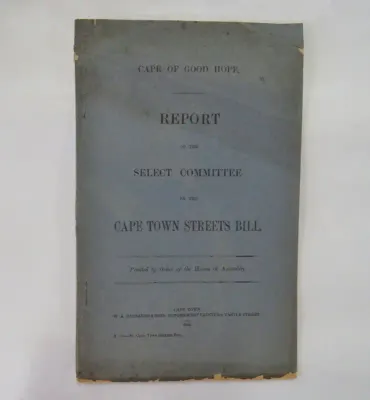 CAPE OF GOOD HOPE.
REPORT
OF THE
SELECT COMMITTEE
ON THE
CAPE TOWN STREETS BILL.
Printed by Order of the House of Assembly.
CAPE TOWN: